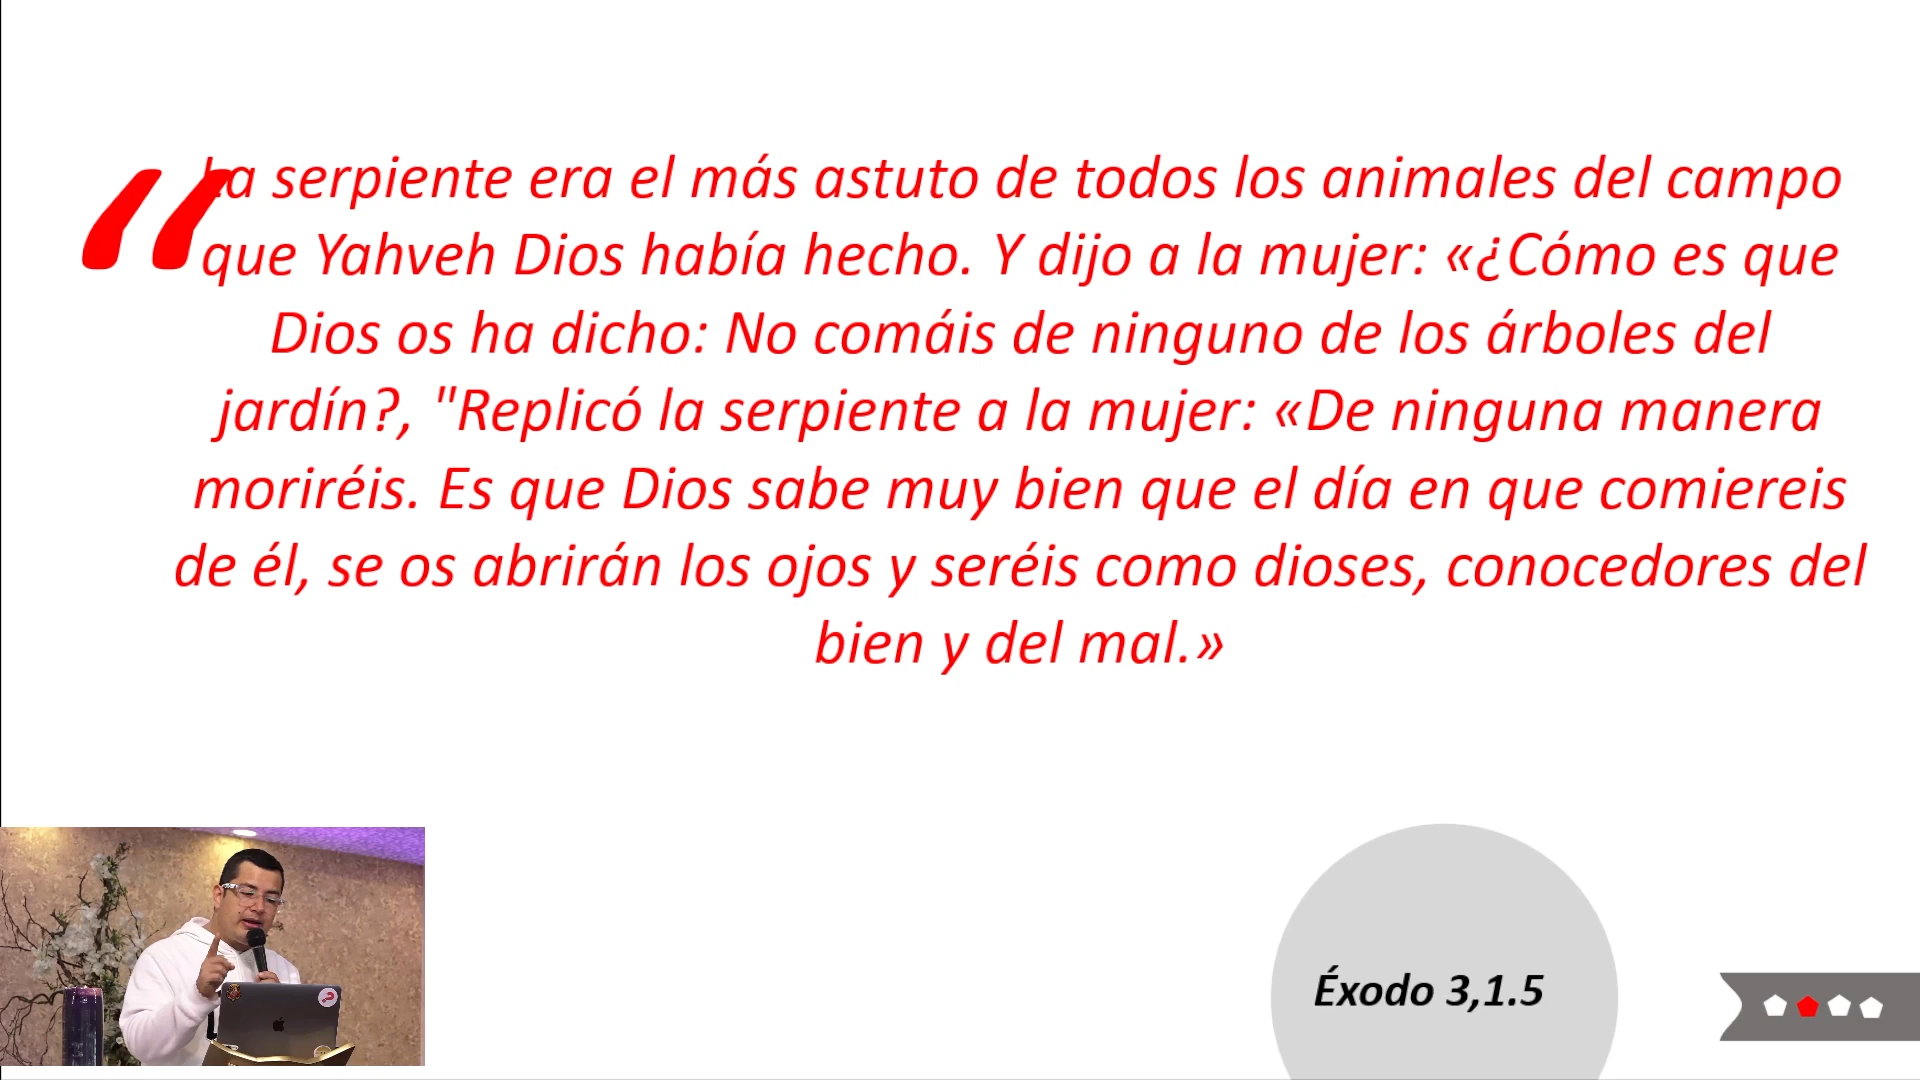 La serpiente era el más astuto de todos los animales del campo
que Yahveh Dios había hecho. Y dijo a la mujer: «¿Cómo es que
Dios os ha dicho: No comáis de ninguno de los árboles del
jardín?, "Replicó la serpiente a la mujer: «De ninguna manera
moriréis. Es que Dios sabe muy bien que el día en que comiereis
de él, se os abrirán los ojos y seréis como dioses, conocedores del
bien y del mal.»
Éxodo 3,1.5